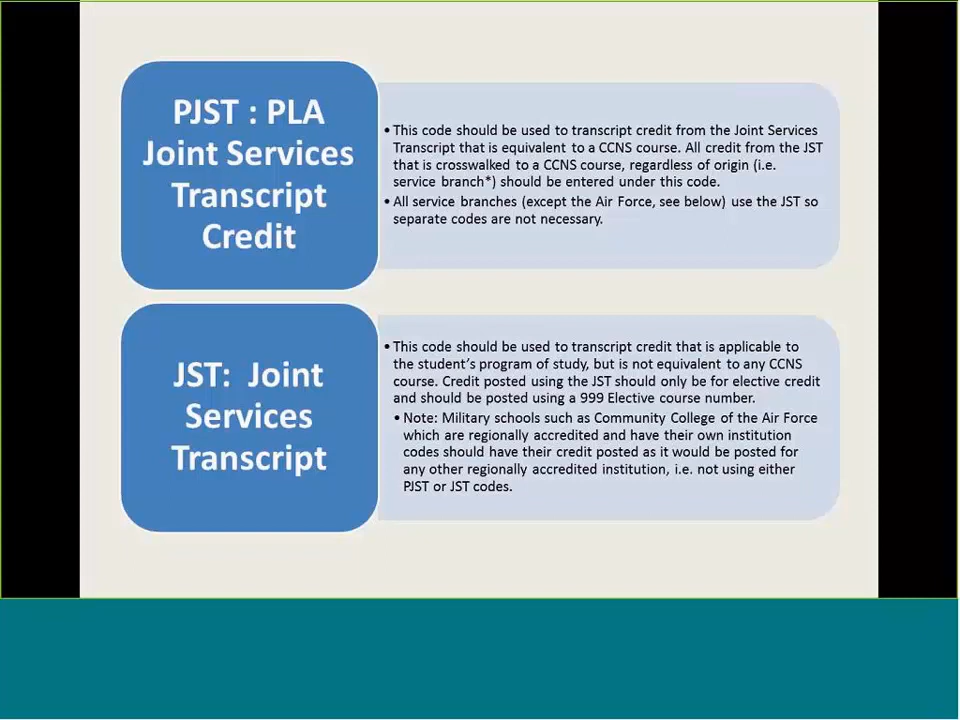 PJST : PLA
Joint Services
Transcript
Credit
•This code should be used to transcript credit from the Joint Services
Transcript that is equivalent to a CCNS course. All credit from the JST
that is crosswalked to a CCNS course, regardless of origin (i.e.
service branch*) should be entered under this code.
•All service branches (except the Air Force, see below) use the JST so
separate codes are not necessary.
JST: Joint
Services
Transcript
•This code should be used to transcript credit that is applicable to
the student’s program of study, but is not equivalent to any CCNS
course. Credit posted using the JST should only be for elective credit
and should be posted using a 999 Elective course number.
•Note: Military schools such as Community College of the Air Force
which are regionally accredited and have their own institution
codes should have their credit posted as it would be posted for
any other regionally accredited institution, i.e. not using either
PJST or JST codes.